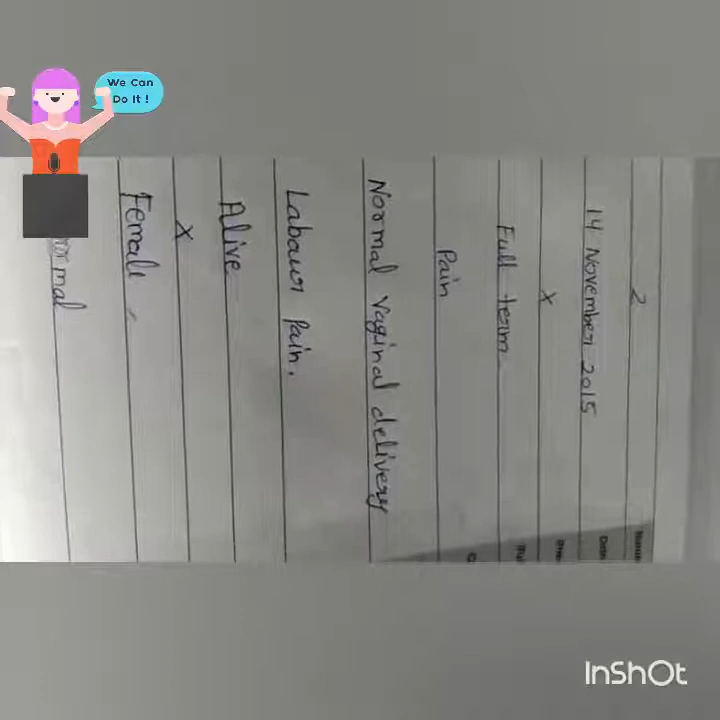 We Can
Do It !
2
14 November 2015
x
Full term
Pain
Normal vaginal delivery
Labour Pain.
Alive
x
Female
InShOt